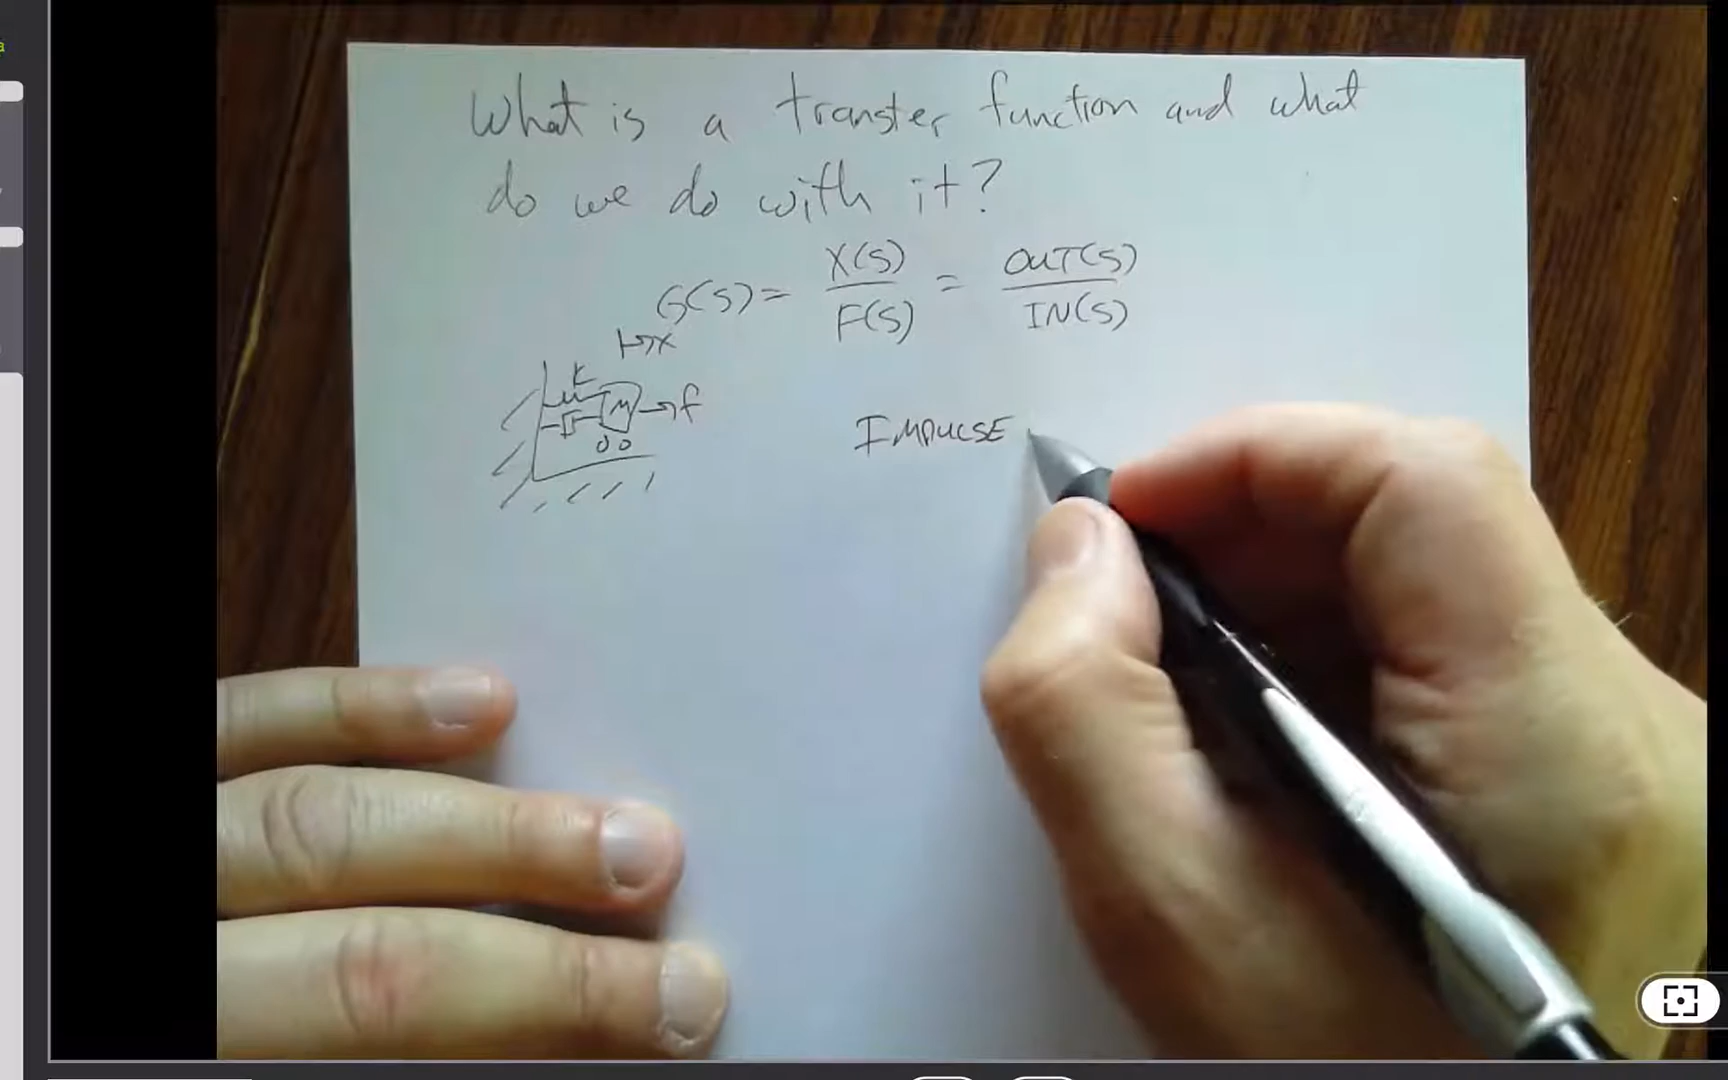 What is a transfer function and what
do we do with it?
G(s) = X(s)/F(s) = OUT(s)/IN(s)
↦x
K
M → f
IMPULSE